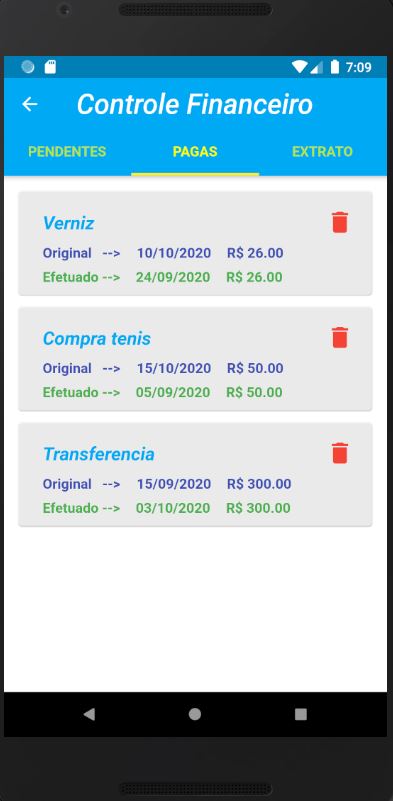 7:09
Controle Financeiro
PENDENTES PAGAS EXTRATO
Verniz
Original --> 10/10/2020 R$ 26.00
Efetuado --> 24/09/2020 R$ 26.00
Compra tenis
Original --> 15/10/2020 R$ 50.00
Efetuado --> 05/09/2020 R$ 50.00
Transferencia
Original --> 15/09/2020 R$ 300.00
Efetuado --> 03/10/2020 R$ 300.00